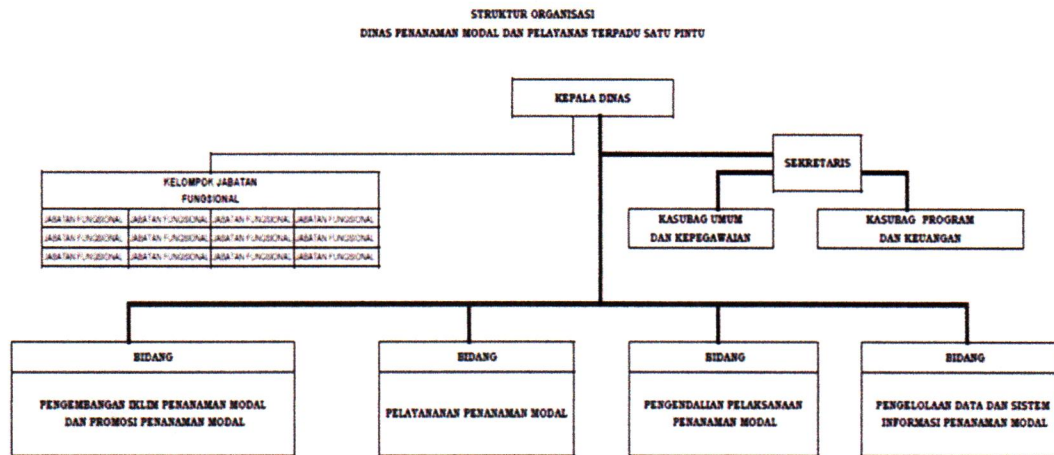 STRUKTUR ORGANISASI
DINAS PENANAMAN MODAL DAN PELAYANAN TERPADU SATU PINTU
KEPALA DINAS
SEKRETARIS
KELOMPOK JABATAN
FUNGSIONAL
JABATAN FUNGSIONAL JABATAN FUNGSIONAL JABATAN FUNGSIONAL JABATAN FUNGSIONAL
JABATAN FUNGSIONAL JABATAN FUNGSIONAL JABATAN FUNGSIONAL JABATAN FUNGSIONAL
JABATAN FUNGSIONAL JABATAN FUNGSIONAL JABATAN FUNGSIONAL JABATAN FUNGSIONAL
KASUBAG UMUM
DAN KEPEGAWAIAN
KASUBAG PROGRAM
DAN KEUANGAN
BIDANG
PENGEMBANGAN IKLIM PENANAMAN MODAL
DAN PROMOSI PENANAMAN MODAL
BIDANG
PELAYANANAN PENANAMAN MODAL
BIDANG
PENGENDALIAN PELAKSANAAN
PENANAMAN MODAL
BIDANG
PENGELOLAAN DATA DAN SISTEM
INFORMASI PENANAMAN MODAL